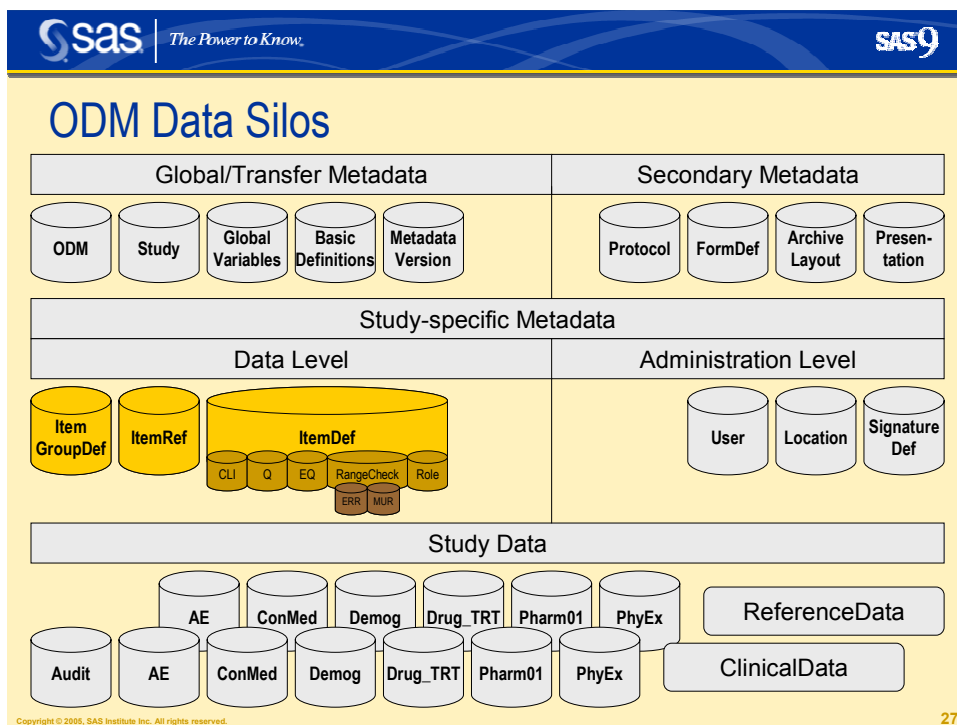 sas The Power to Know. SAS9
ODM Data Silos
Global/Transfer Metadata
Secondary Metadata
ODM
Study
Global
Variables
Basic
Definitions
Metadata
Version
Protocol
FormDef
Archive
Layout
Presen-
tation
Study-specific Metadata
Data Level
Administration Level
Item
GroupDef
ItemRef
ItemDef
CLI
Q
EQ
RangeCheck
Role
ERR
MUR
User
Location
Signature
Def
Study Data
AE
ConMed
Demog
Drug_TRT
Pharm01
PhyEx
ReferenceData
Audit
AE
ConMed
Demog
Drug_TRT
Pharm01
PhyEx
ClinicalData
Copyright © 2005, SAS Institute Inc. All rights reserved.
27